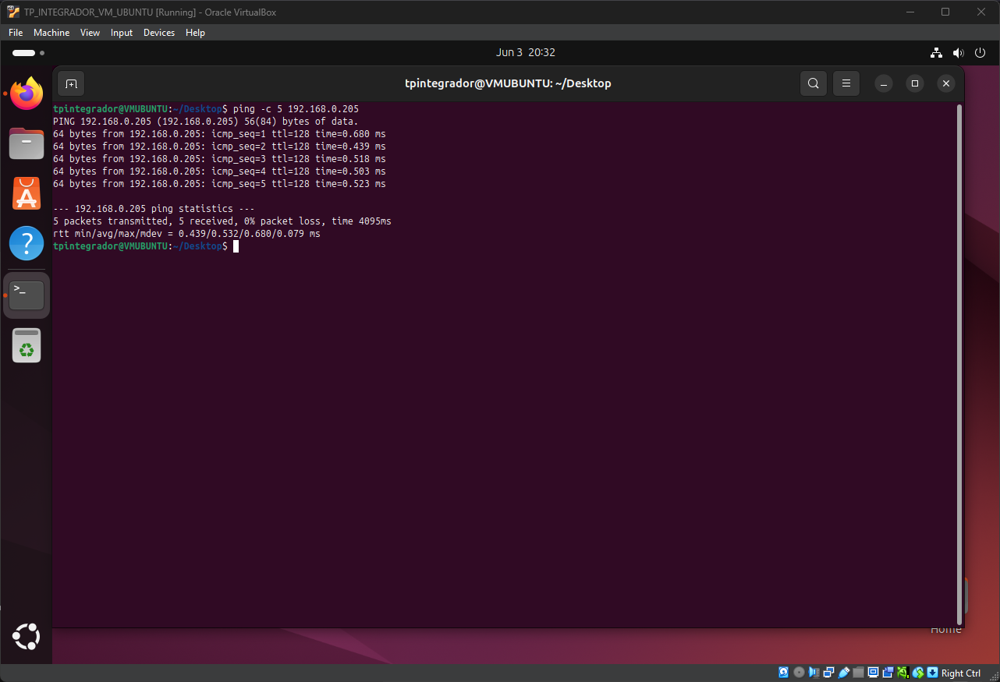 TP_INTEGRADOR_VM_UBUNTU [Running] - Oracle VirtualBox
File Machine View Input Devices Help
Jun 3 20:32
tpintegrador@VMUBUNTU: ~/Desktop
tpintegrador@VMUBUNTU:~/Desktop$ ping -c 5 192.168.0.205
PING 192.168.0.205 (192.168.0.205) 56(84) bytes of data.
64 bytes from 192.168.0.205: icmp_seq=1 ttl=128 time=0.680 ms
64 bytes from 192.168.0.205: icmp_seq=2 ttl=128 time=0.439 ms
64 bytes from 192.168.0.205: icmp_seq=3 ttl=128 time=0.518 ms
64 bytes from 192.168.0.205: icmp_seq=4 ttl=128 time=0.503 ms
64 bytes from 192.168.0.205: icmp_seq=5 ttl=128 time=0.523 ms
--- 192.168.0.205 ping statistics ---
5 packets transmitted, 5 received, 0% packet loss, time 4095ms
rtt min/avg/max/mdev = 0.439/0.532/0.680/0.079 ms
tpintegrador@VMUBUNTU:~/Desktop$
Home
Right Ctrl